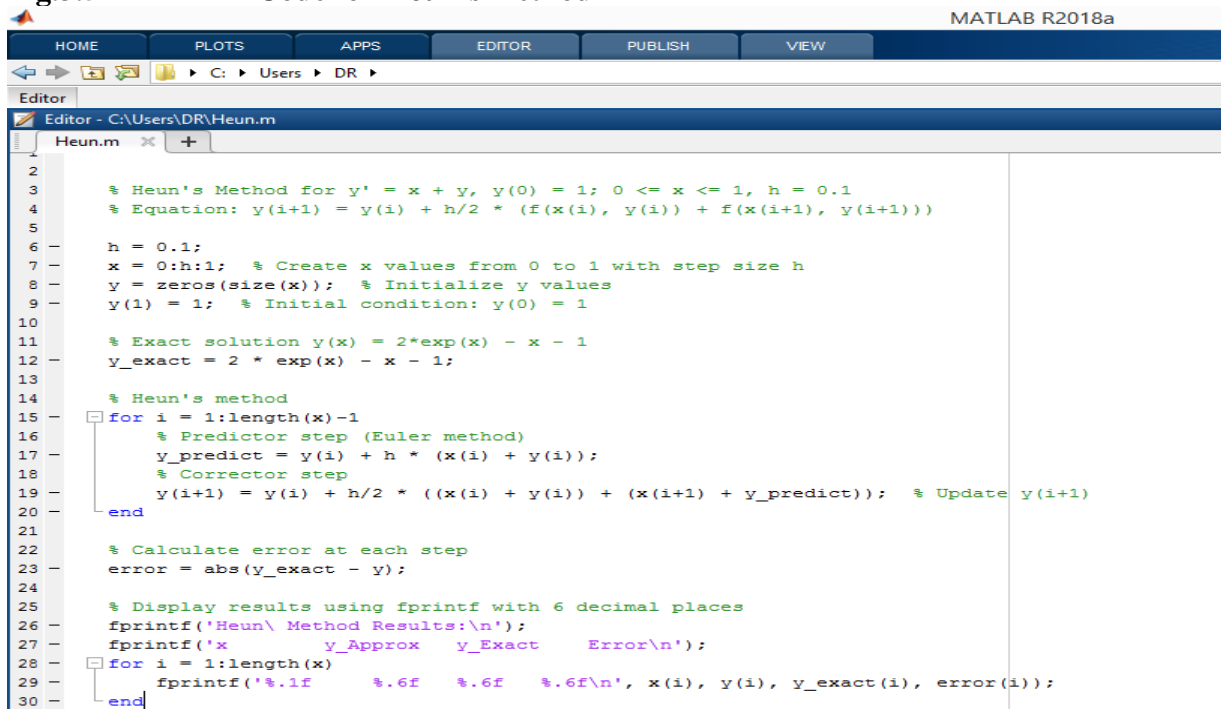 MATLAB R2018a
HOME PLOTS APPS EDITOR PUBLISH VIEW
C: Users DR
Editor
Editor - C:\Users\DR\Heun.m
Heun.m
2
3 % Heun's Method for y' = x + y, y(0) = 1; 0 <= x <= 1, h = 0.1
4 % Equation: y(i+1) = y(i) + h/2 * (f(x(i), y(i)) + f(x(i+1), y(i+1)))
5
6 – h = 0.1;
7 – x = 0:h:1; % Create x values from 0 to 1 with step size h
8 – y = zeros(size(x)); % Initialize y values
9 – y(1) = 1; % Initial condition: y(0) = 1
10
11 % Exact solution y(x) = 2*exp(x) - x - 1
12 – y_exact = 2 * exp(x) - x - 1;
13
14 % Heun's method
15 – for i = 1:length(x)-1
16 % Predictor step (Euler method)
17 – y_predict = y(i) + h * (x(i) + y(i));
18 % Corrector step
19 – y(i+1) = y(i) + h/2 * ((x(i) + y(i)) + (x(i+1) + y_predict)); % Update y(i+1)
20 – end
21
22 % Calculate error at each step
23 – error = abs(y_exact - y);
24
25 % Display results using fprintf with 6 decimal places
26 – fprintf('Heun\ Method Results:\n');
27 – fprintf('x y_Approx y_Exact Error\n');
28 – for i = 1:length(x)
29 – fprintf('%.1f %.6f %.6f %.6f\n', x(i), y(i), y_exact(i), error(i));
30 – end